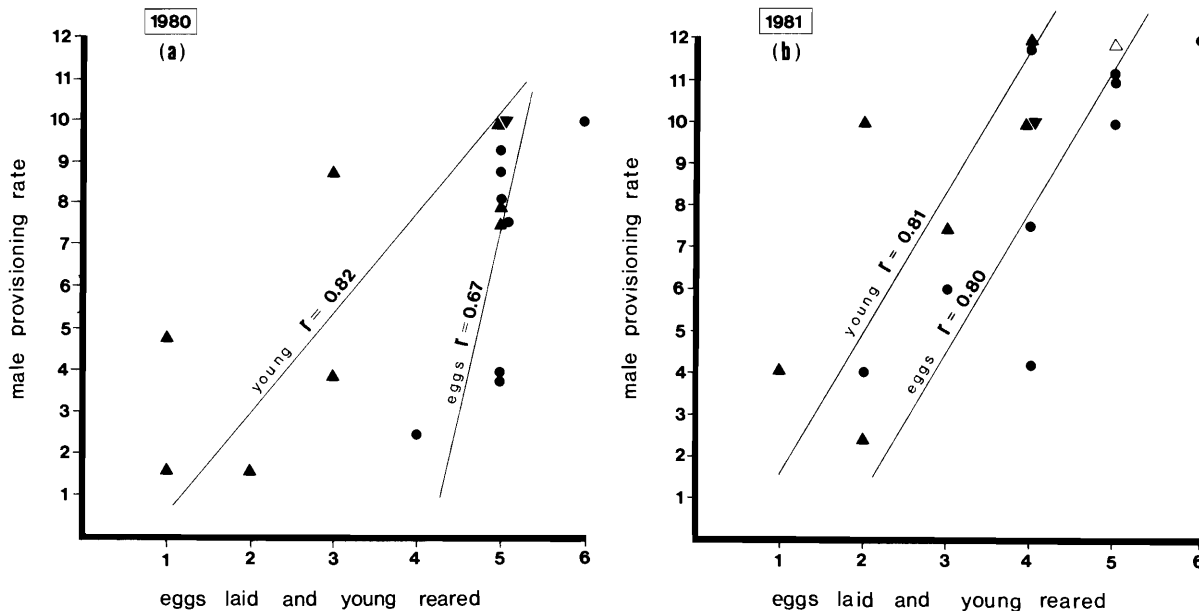 1980
(a)
12
11
10
9
8
7
6
5
4
3
2
1
male provisioning rate
young r = 0.82
eggs r = 0.67
1 2 3 4 5 6
eggs laid and young reared
1981
(b)
12
11
10
9
8
7
6
5
4
3
2
1
male provisioning rate
young r = 0.81
eggs r = 0.80
1 2 3 4 5 6
eggs laid and young reared